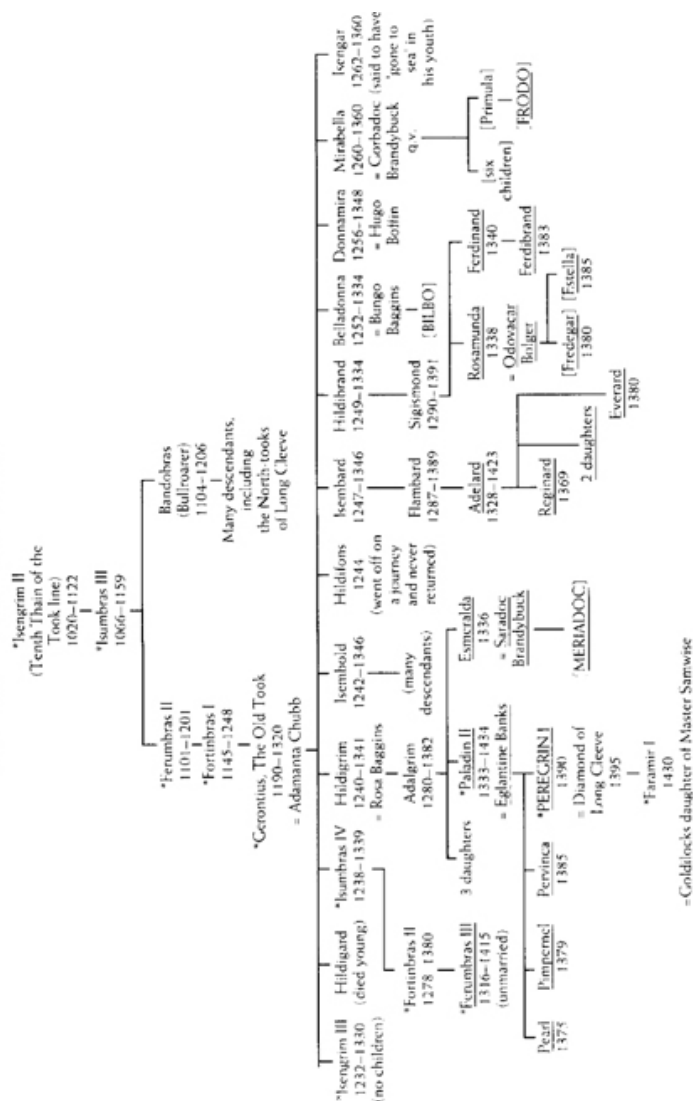 *Isengrim II
(Tenth Thain of the
Took line)
1020–1122
*Isumbras III
1066–1159
*Ferumbras II
1101–1201
*Fortinbras I
1145–1248
*Gerontius, The Old Took
1190–1320
= Adamanta Chubb
Bandobras
(Bullroarer)
1104–1206
Many descendants,
including
the North-tooks
of Long Cleeve
*Isengrim III
1232–1330
(no children)
Hildigard
(died young)
*Isumbras IV
1238–1339
Hildigrim
1240–1341
= Rosa Baggins
Isembold
1242–1346
(many
descendants)
Hildifons
1244
(went off on
a journey
and never
returned)
Isembard
1247–1346
Hildibrand
1249–1334
Belladonna
1252–1334
= Bungo
Baggins
[BILBO]
Donnamira
1256–1348
= Hugo
Boffin
Mirabella
1260–1360
= Gorbadoc
Brandybuck
q.v.
Isengar
1262–1360
(said to have
'gone to
sea' in
his youth)
*Fortinbras II
1278 1380
Adalgrim
1280–1382
Flambard
1287–1389
Sigismond
1290–1391
[six
children]
[Primula]
[FRODO]
*Ferumbras III
1316–1415
(unmarried)
3 daughters
*Paladin II
1333–1434
= Eglantine Banks
Esmeralda
1336
= Saradoc
Brandybuck
[MERIADOC]
Adelard
1328–1423
Rosamunda
1338
= Odovacar
Bolger
Ferdinand
1340
Ferdibrand
1383
Reginard
1369
2 daughters
Everard
1380
[Fredegar]
1380
[Estella]
1385
Pearl
1375
Pimpernel
1379
Pervinca
1385
*PEREGRIN I
1390
= Diamond of
Long Cleeve
1395
*Faramir I
1430
=Goldilocks daughter of Master Samwise